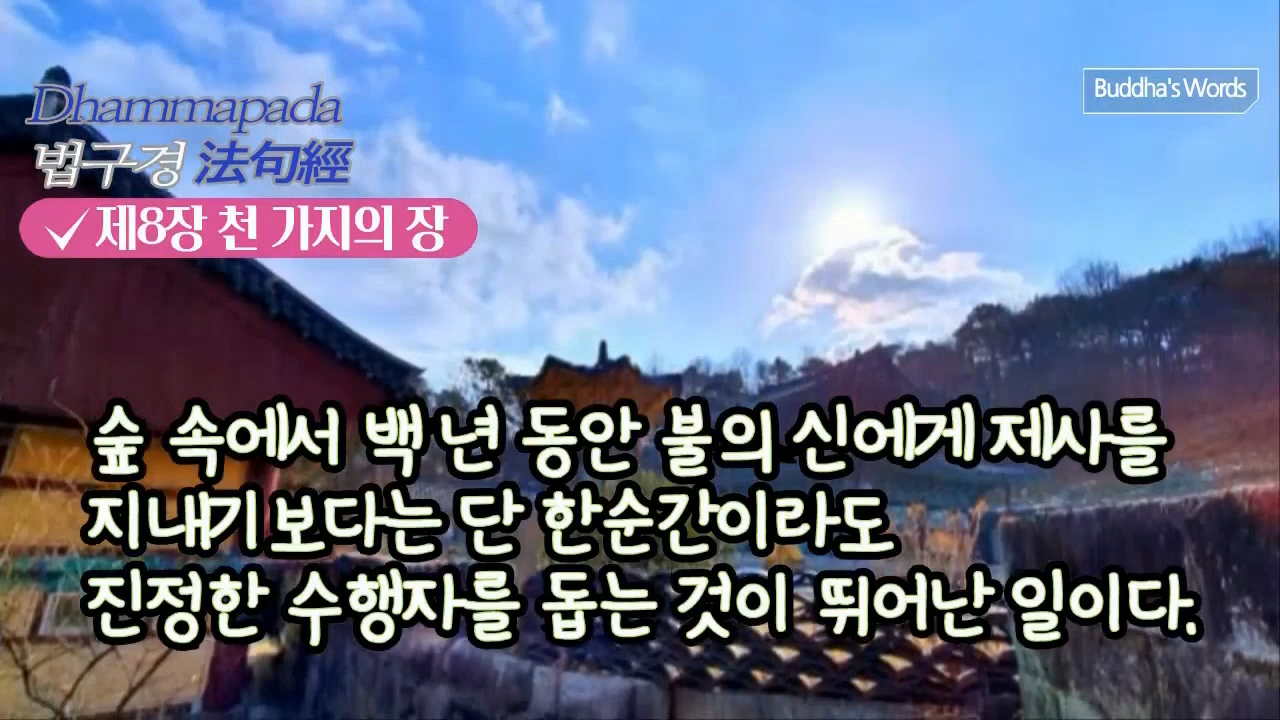 Dhammapada
법구경 法句經
제8장 천 가지의 장
Buddha's Words
숲 속에서 백 년 동안 불의 신에게 제사를
지내기 보다는 단 한순간이라도
진정한 수행자를 돕는 것이 뛰어난 일이다.